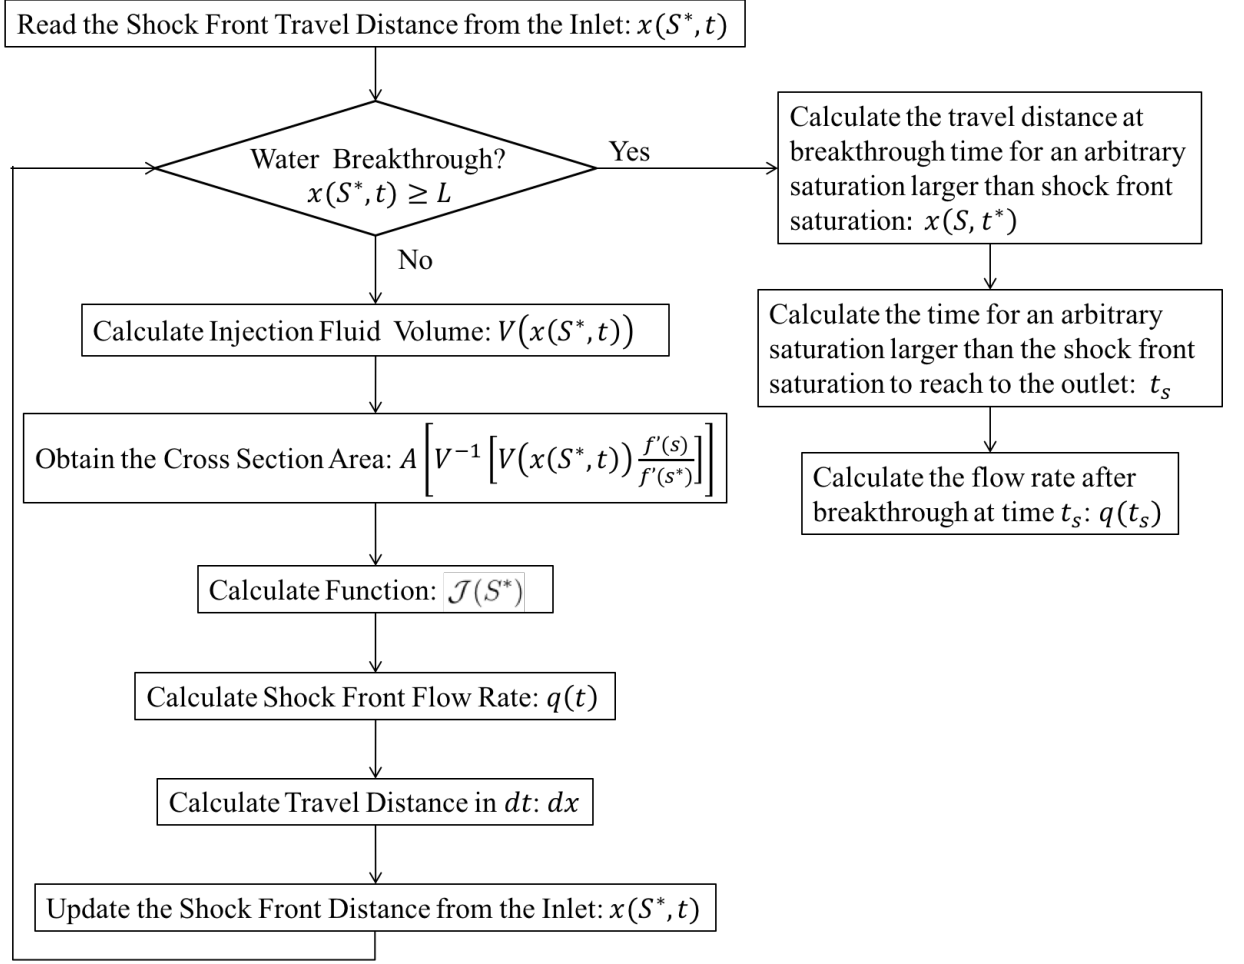 Read the Shock Front Travel Distance from the Inlet: x(S*,t)
Water Breakthrough?
x(S*,t) ≥ L
Yes
No
Calculate Injection Fluid Volume: V(x(S*,t))
Obtain the Cross Section Area: A[V⁻¹[V(x(S*,t)) f'(s)/f'(s*)]]
Calculate Function: 𝒥(S*)
Calculate Shock Front Flow Rate: q(t)
Calculate Travel Distance in dt: dx
Update the Shock Front Distance from the Inlet: x(S*,t)
Calculate the travel distance at
breakthrough time for an arbitrary
saturation larger than shock front
saturation: x(S,t*)
Calculate the time for an arbitrary
saturation larger than the shock front
saturation to reach to the outlet: tₛ
Calculate the flow rate after
breakthrough at time tₛ: q(tₛ)